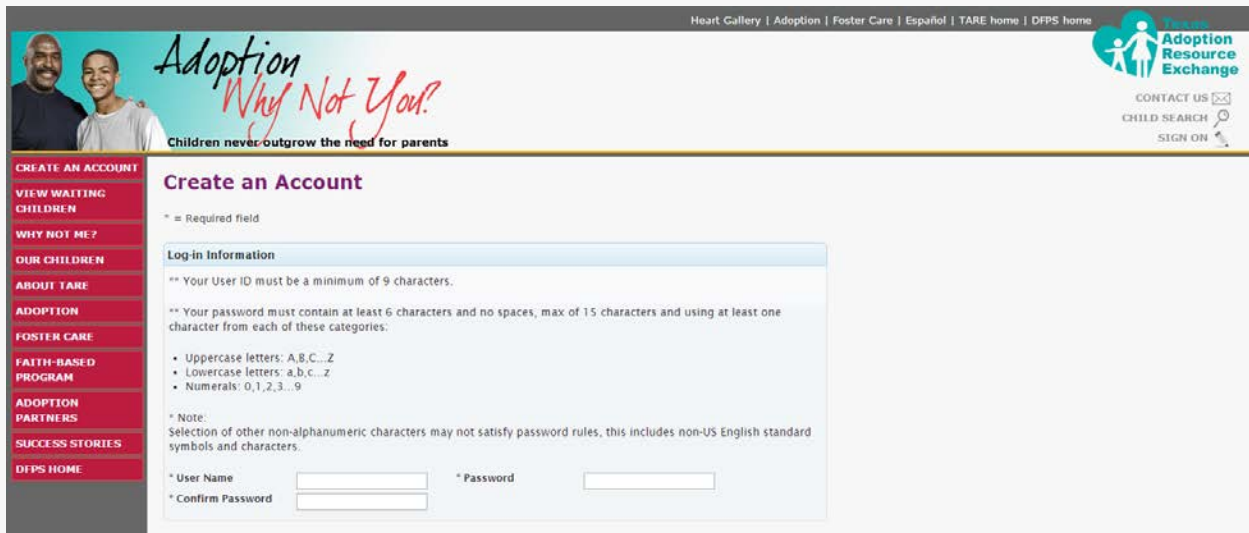 Heart Gallery | Adoption | Foster Care | Español | TARE home | DFPS home
Adoption
Why Not You?
Children never outgrow the need for parents
Texas
Adoption
Resource
Exchange
CONTACT US
CHILD SEARCH
SIGN ON
CREATE AN ACCOUNT
VIEW WAITING
CHILDREN
WHY NOT ME?
OUR CHILDREN
ABOUT TARE
ADOPTION
FOSTER CARE
FAITH-BASED
PROGRAM
ADOPTION
PARTNERS
SUCCESS STORIES
DFPS HOME
Create an Account
* = Required field
Log-in Information
** Your User ID must be a minimum of 9 characters.
** Your password must contain at least 6 characters and no spaces, max of 15 characters and using at least one
character from each of these categories:
• Uppercase letters: A,B,C...Z
• Lowercase letters: a,b,c...z
• Numerals: 0,1,2,3...9
* Note:
Selection of other non-alphanumeric characters may not satisfy password rules, this includes non-US English standard
symbols and characters.
* User Name * Password
* Confirm Password